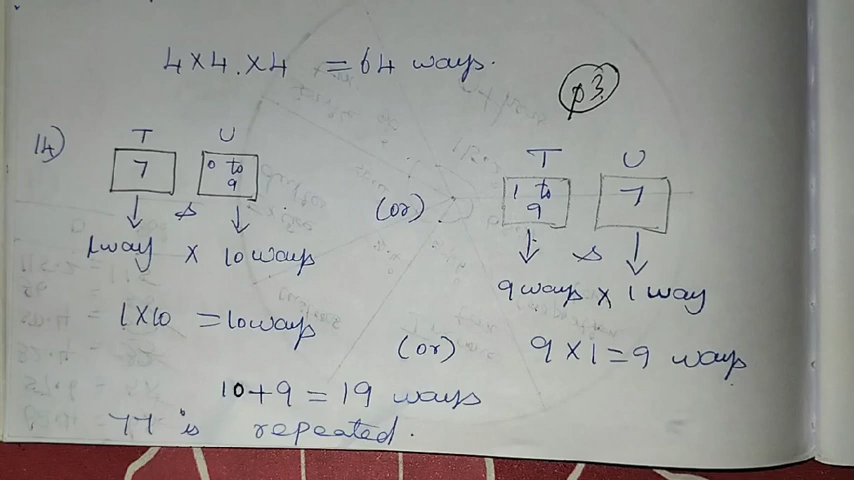 4×4.×4 = 64 ways.
p3
14)
T U
7 0 to 9
&
1way × 10 ways
1×10 = 10 ways
(or)
T U
1 to 9 7
&
9 ways × 1 way
(or)
9 × 1 = 9 ways
10+9 = 19 ways
77 is repeated.